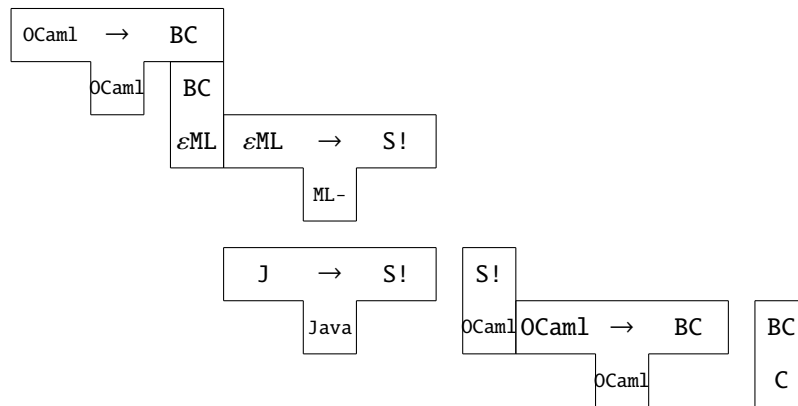 OCaml → BC
OCaml BC
εML εML → S!
ML-
J → S! S!
Java OCaml OCaml → BC BC
OCaml C